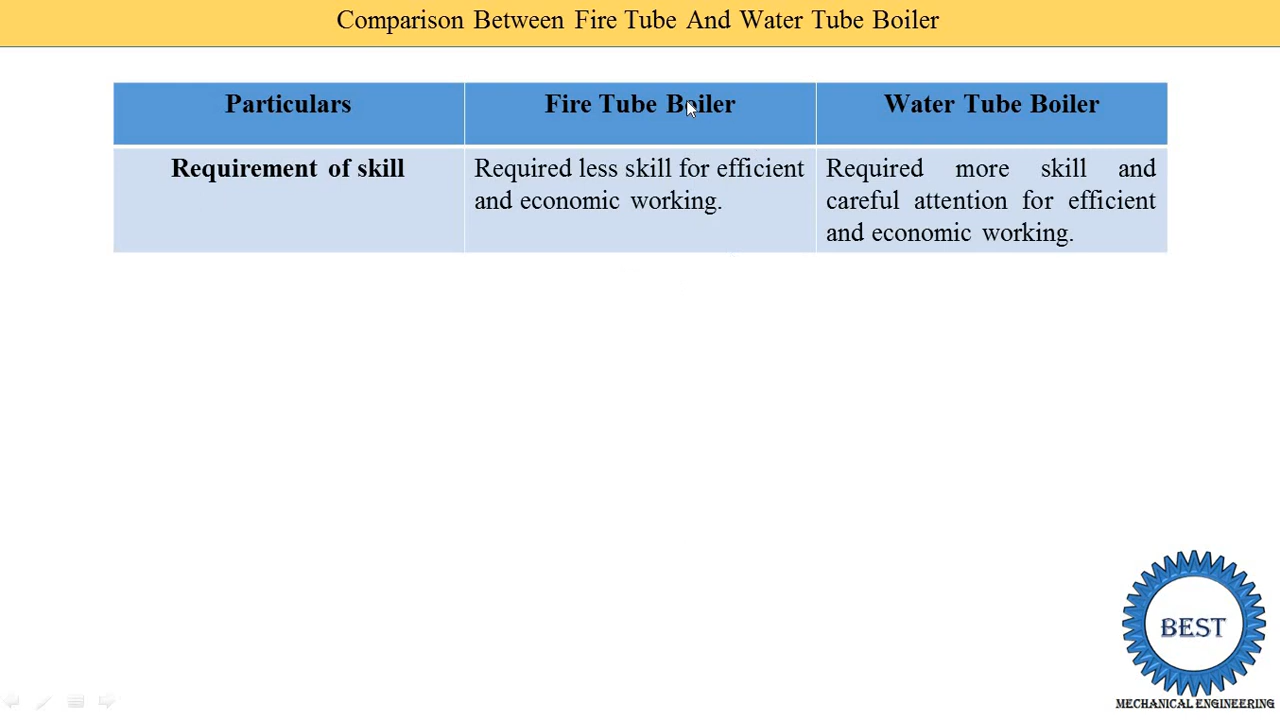 Comparison Between Fire Tube And Water Tube Boiler
Particulars
Fire Tube Boiler
Water Tube Boiler
Requirement of skill
Required less skill for efficient
and economic working.
Required more skill and
careful attention for efficient
and economic working.
BEST
MECHANICAL ENGINEERING